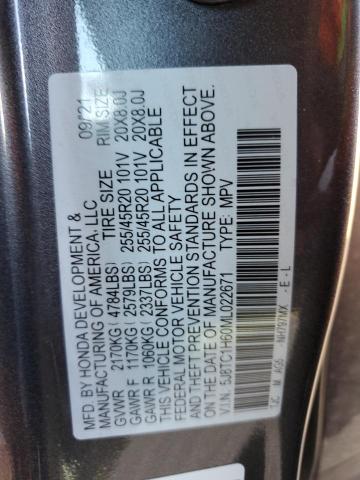 MFD. BY HONDA DEVELOPMENT & 09/21
MANUFACTURING OF AMERICA, LLC
TIRE SIZE RIM SIZE
GVWR 2170KG ( 4784LBS)
GAWR F 1170KG ( 2579LBS) 255/45R20 101V 20X8.0J
GAWR R 1060KG ( 2337LBS) 255/45R20 101V 20X8.0J
THIS VEHICLE CONFORMS TO ALL APPLICABLE
FEDERAL MOTOR VEHICLE SAFETY
AND THEFT PREVENTION STANDARDS IN EFFECT
ON THE DATE OF MANUFACTURE SHOWN ABOVE.
V.I.N. 5J8TC1H60ML022671 TYPE: MPV
TJC M AG5 NH797MX - E - L